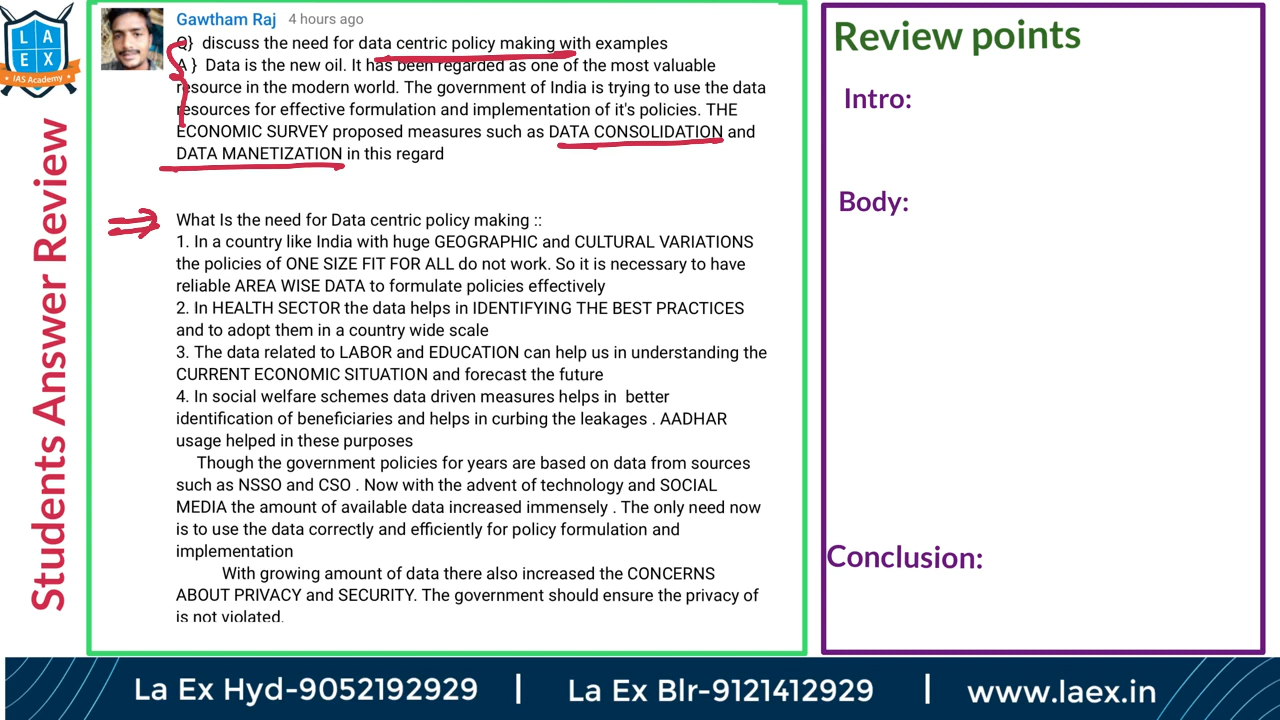 L A
E X
IAS Academy
Students Answer Review
Gawtham Raj 4 hours ago
Q} discuss the need for data centric policy making with examples
A } Data is the new oil. It has been regarded as one of the most valuable
resource in the modern world. The government of India is trying to use the data
resources for effective formulation and implementation of it's policies. THE
ECONOMIC SURVEY proposed measures such as DATA CONSOLIDATION and
DATA MANETIZATION in this regard
What Is the need for Data centric policy making ::
1. In a country like India with huge GEOGRAPHIC and CULTURAL VARIATIONS
the policies of ONE SIZE FIT FOR ALL do not work. So it is necessary to have
reliable AREA WISE DATA to formulate policies effectively
2. In HEALTH SECTOR the data helps in IDENTIFYING THE BEST PRACTICES
and to adopt them in a country wide scale
3. The data related to LABOR and EDUCATION can help us in understanding the
CURRENT ECONOMIC SITUATION and forecast the future
4. In social welfare schemes data driven measures helps in better
identification of beneficiaries and helps in curbing the leakages . AADHAR
usage helped in these purposes
Though the government policies for years are based on data from sources
such as NSSO and CSO . Now with the advent of technology and SOCIAL
MEDIA the amount of available data increased immensely . The only need now
is to use the data correctly and efficiently for policy formulation and
implementation
With growing amount of data there also increased the CONCERNS
ABOUT PRIVACY and SECURITY. The government should ensure the privacy of
is not violated.
Review points
Intro:
Body:
Conclusion:
La Ex Hyd-9052192929 | La Ex Blr-9121412929 | www.laex.in